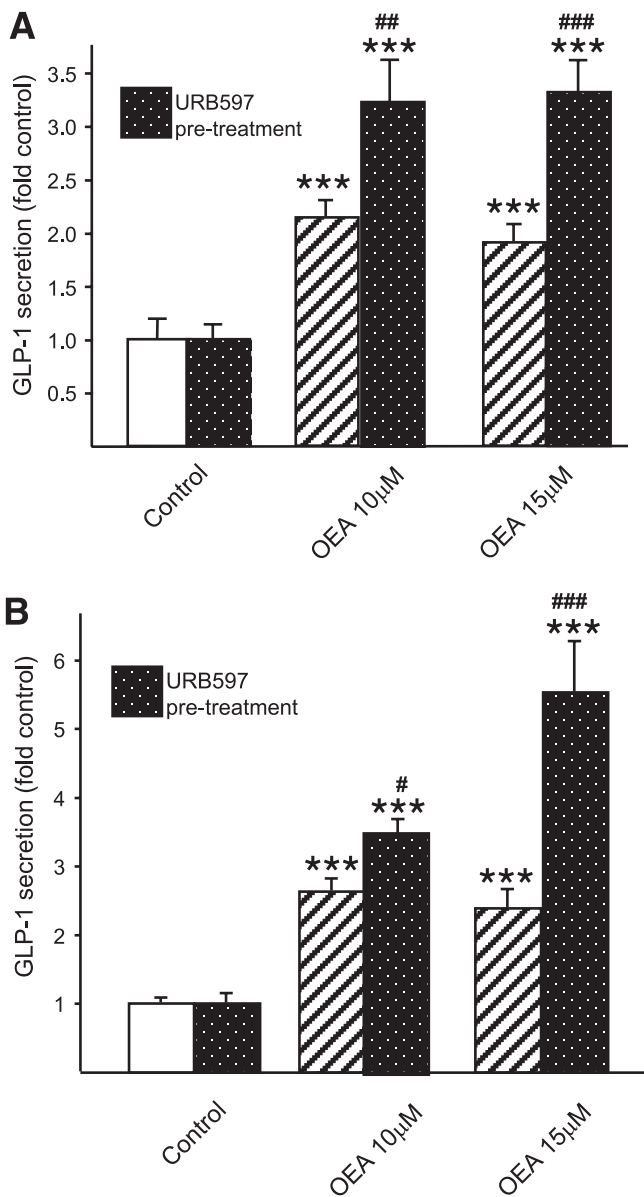 A
GLP-1 secretion (fold control)
URB597
pre-treatment
3.5
3.0
2.5
2.0
1.5
1.0
0.5
***
##
***
***
###
***
Control
OEA 10µM
OEA 15µM
B
GLP-1 secretion (fold control)
URB597
pre-treatment
6
5
4
3
2
1
***
#
***
***
###
***
Control
OEA 10µM
OEA 15µM